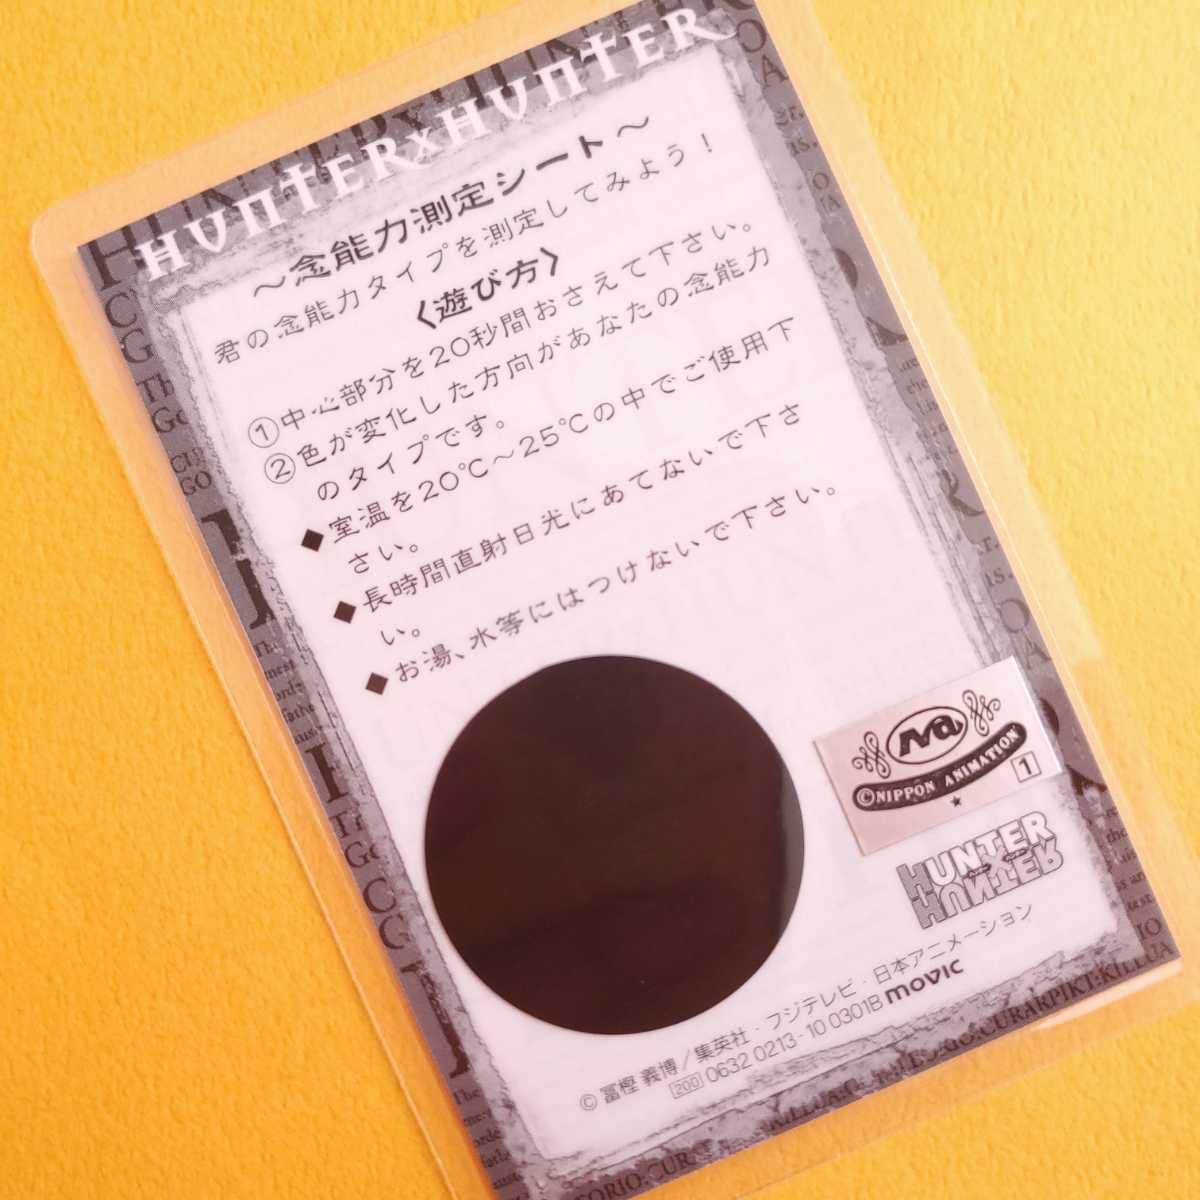 HUNTER×HUNTER
～念能力測定シート～
君の念能力タイプを測定してみよう！
〈遊び方〉
①中心部分を20秒間おさえて下さい。
②色が変化した方向があなたの念能力
のタイプです。
◆室温を20℃～25℃の中でご使用下
さい。
◆長時間直射日光にあてないで下さ
い。
◆お湯、水等にはつけないで下さい。
na
©NIPPON ANIMATION
1
HUNTER
HUNTER
©冨樫義博／集英社・フジテレビ・日本アニメーション
200 0632 0213-10 0301B movic